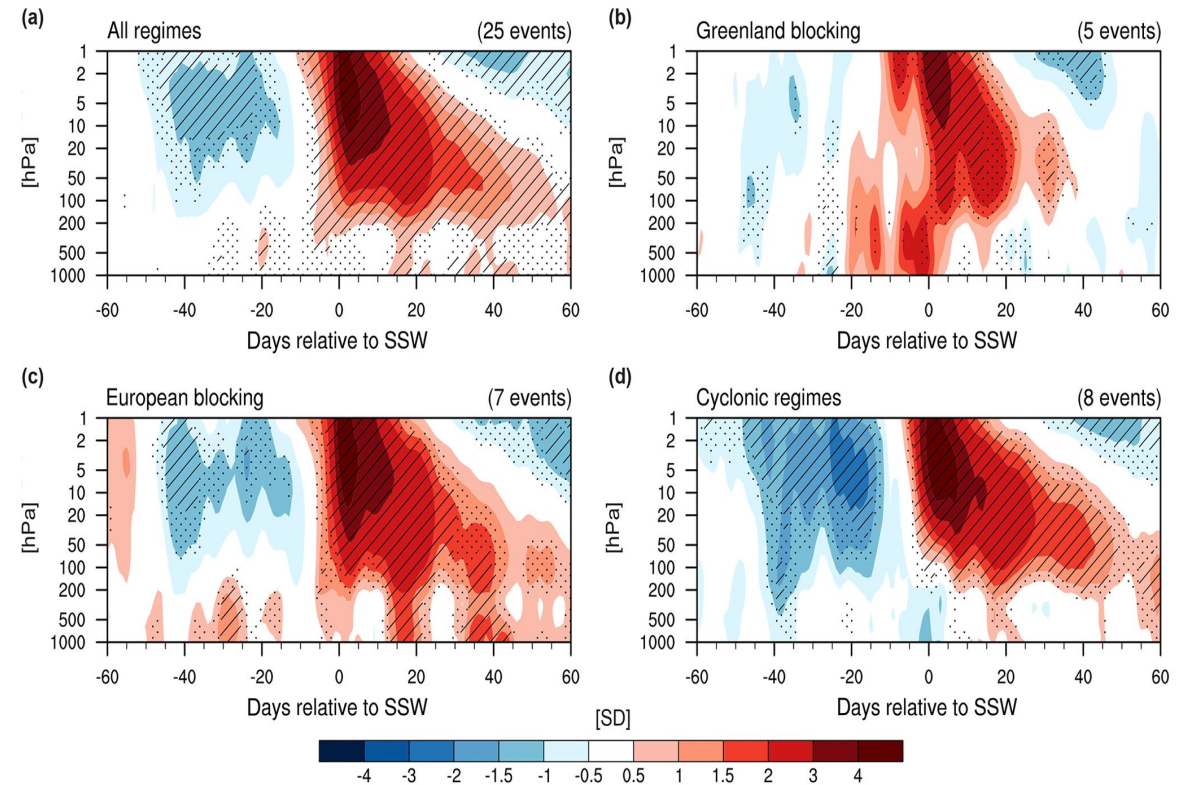 (a)
All regimes (25 events)
[hPa]
1
2
5
10
20
50
100
200
500
1000
-60 -40 -20 0 20 40 60
Days relative to SSW
(b)
Greenland blocking (5 events)
[hPa]
1
2
5
10
20
50
100
200
500
1000
-60 -40 -20 0 20 40 60
Days relative to SSW
(c)
European blocking (7 events)
[hPa]
1
2
5
10
20
50
100
200
500
1000
-60 -40 -20 0 20 40 60
Days relative to SSW
(d)
Cyclonic regimes (8 events)
[hPa]
1
2
5
10
20
50
100
200
500
1000
-60 -40 -20 0 20 40 60
Days relative to SSW
[SD]
-4 -3 -2 -1.5 -1 -0.5 0.5 1 1.5 2 3 4